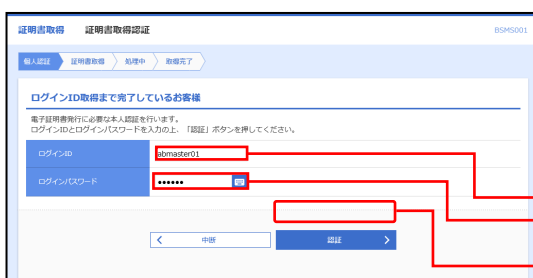 証明書取得 証明書取得認証 BSMS001
個人認証 証明書取得 処理中 取得完了
ログインID取得まで完了しているお客様
電子証明書発行に必要な本人認証を行います。
ログインIDとログインパスワードを入力の上、「認証」ボタンを押してください。
ログインID abmaster01
ログインパスワード ••••••
中断 認証